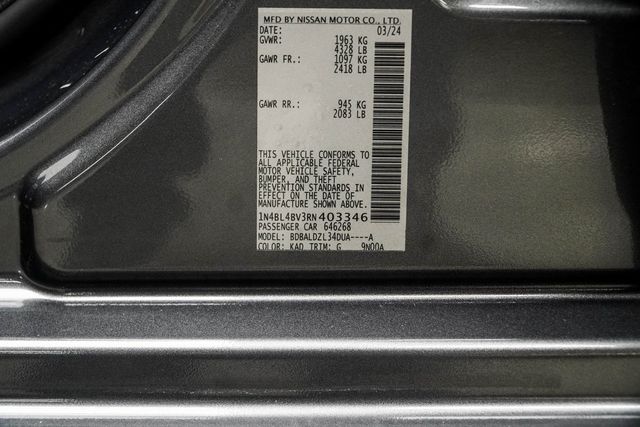 MFD BY NISSAN MOTOR CO., LTD.
DATE: 03/24
GVWR: 1963 KG
4328 LB
GAWR FR.: 1097 KG
2418 LB
GAWR RR.: 945 KG
2083 LB
THIS VEHICLE CONFORMS TO
ALL APPLICABLE FEDERAL
MOTOR VEHICLE SAFETY,
BUMPER, AND THEFT
PREVENTION STANDARDS IN
EFFECT ON THE DATE OF
MANUFACTURE SHOWN ABOVE.
1N4BL4BV3RN403346
PASSENGER CAR 646268
MODEL: BDBALDZL34DUA----A
COLOR: KAD TRIM: G 9N00A